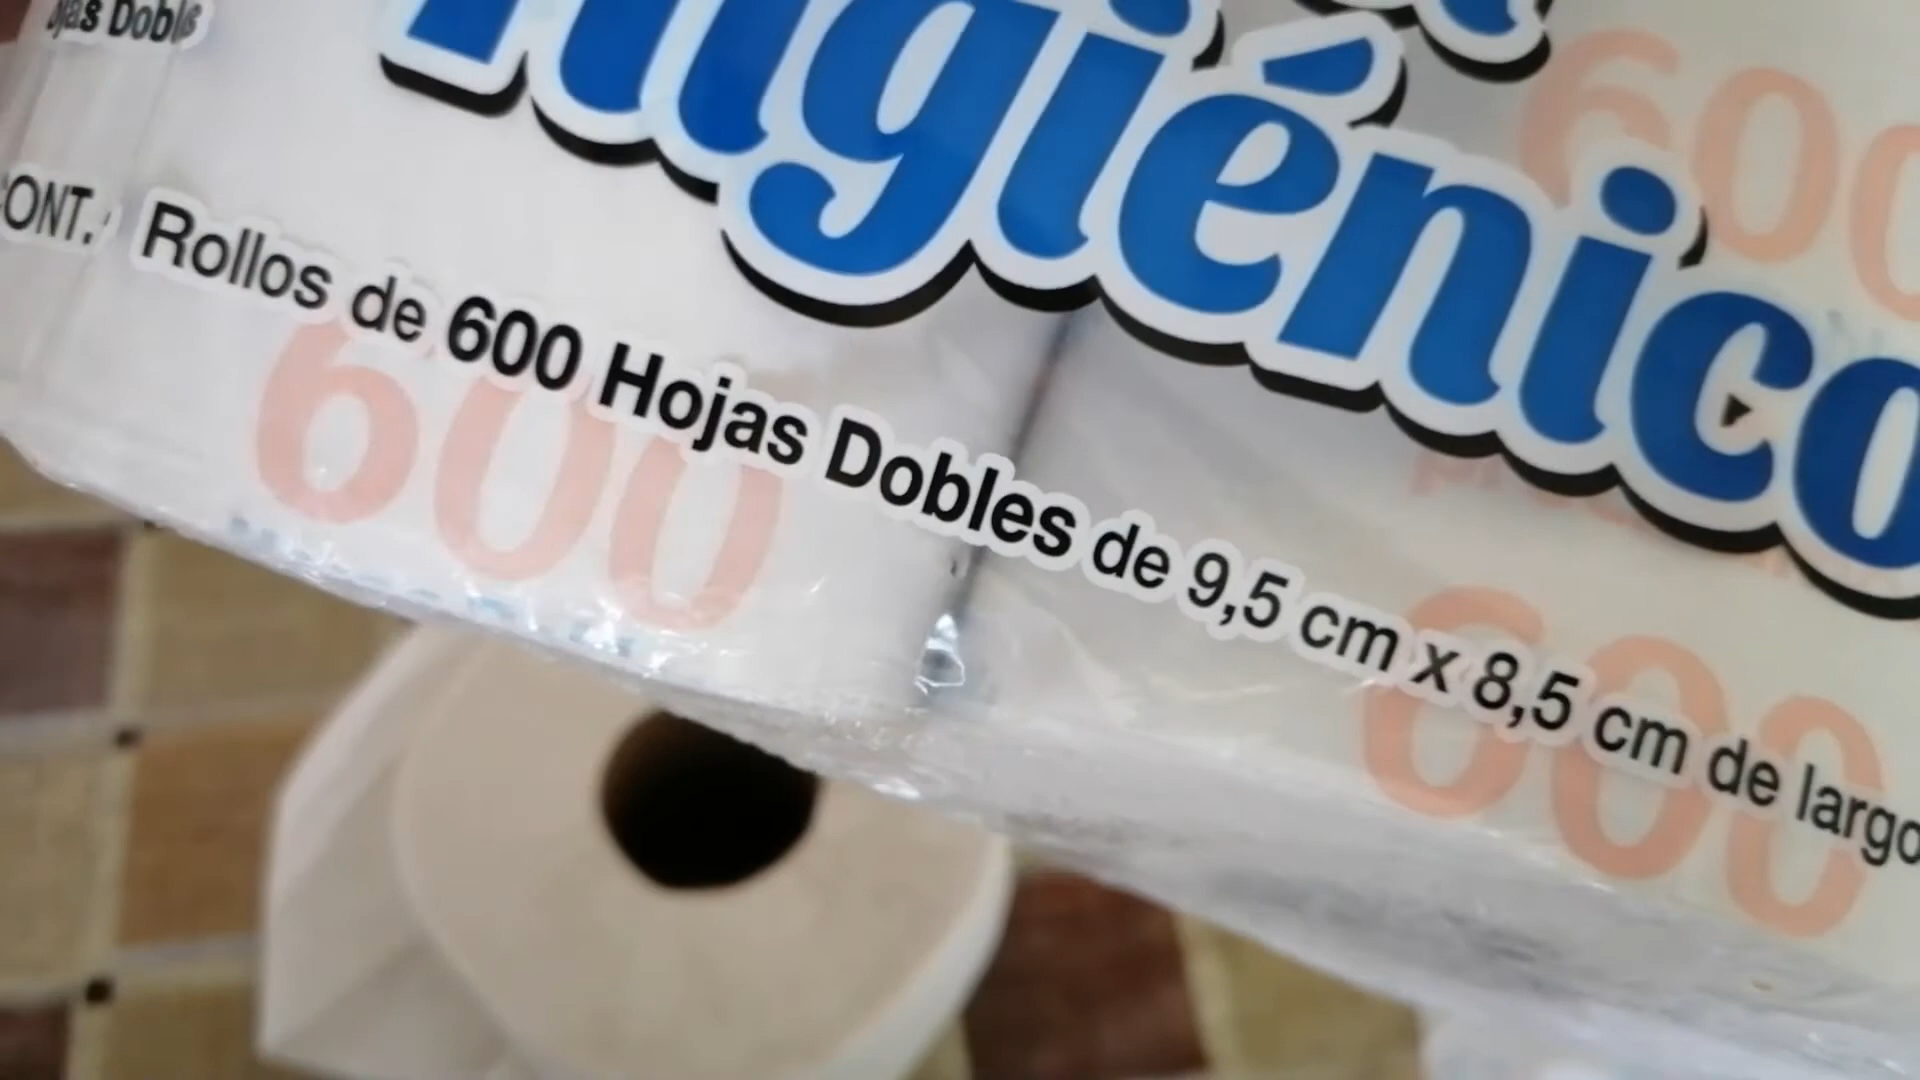 Higiénico
600
Hojas Dobles
CONT. Rollos de 600 Hojas Dobles de 9,5 cm x 8,5 cm de largo
600
600